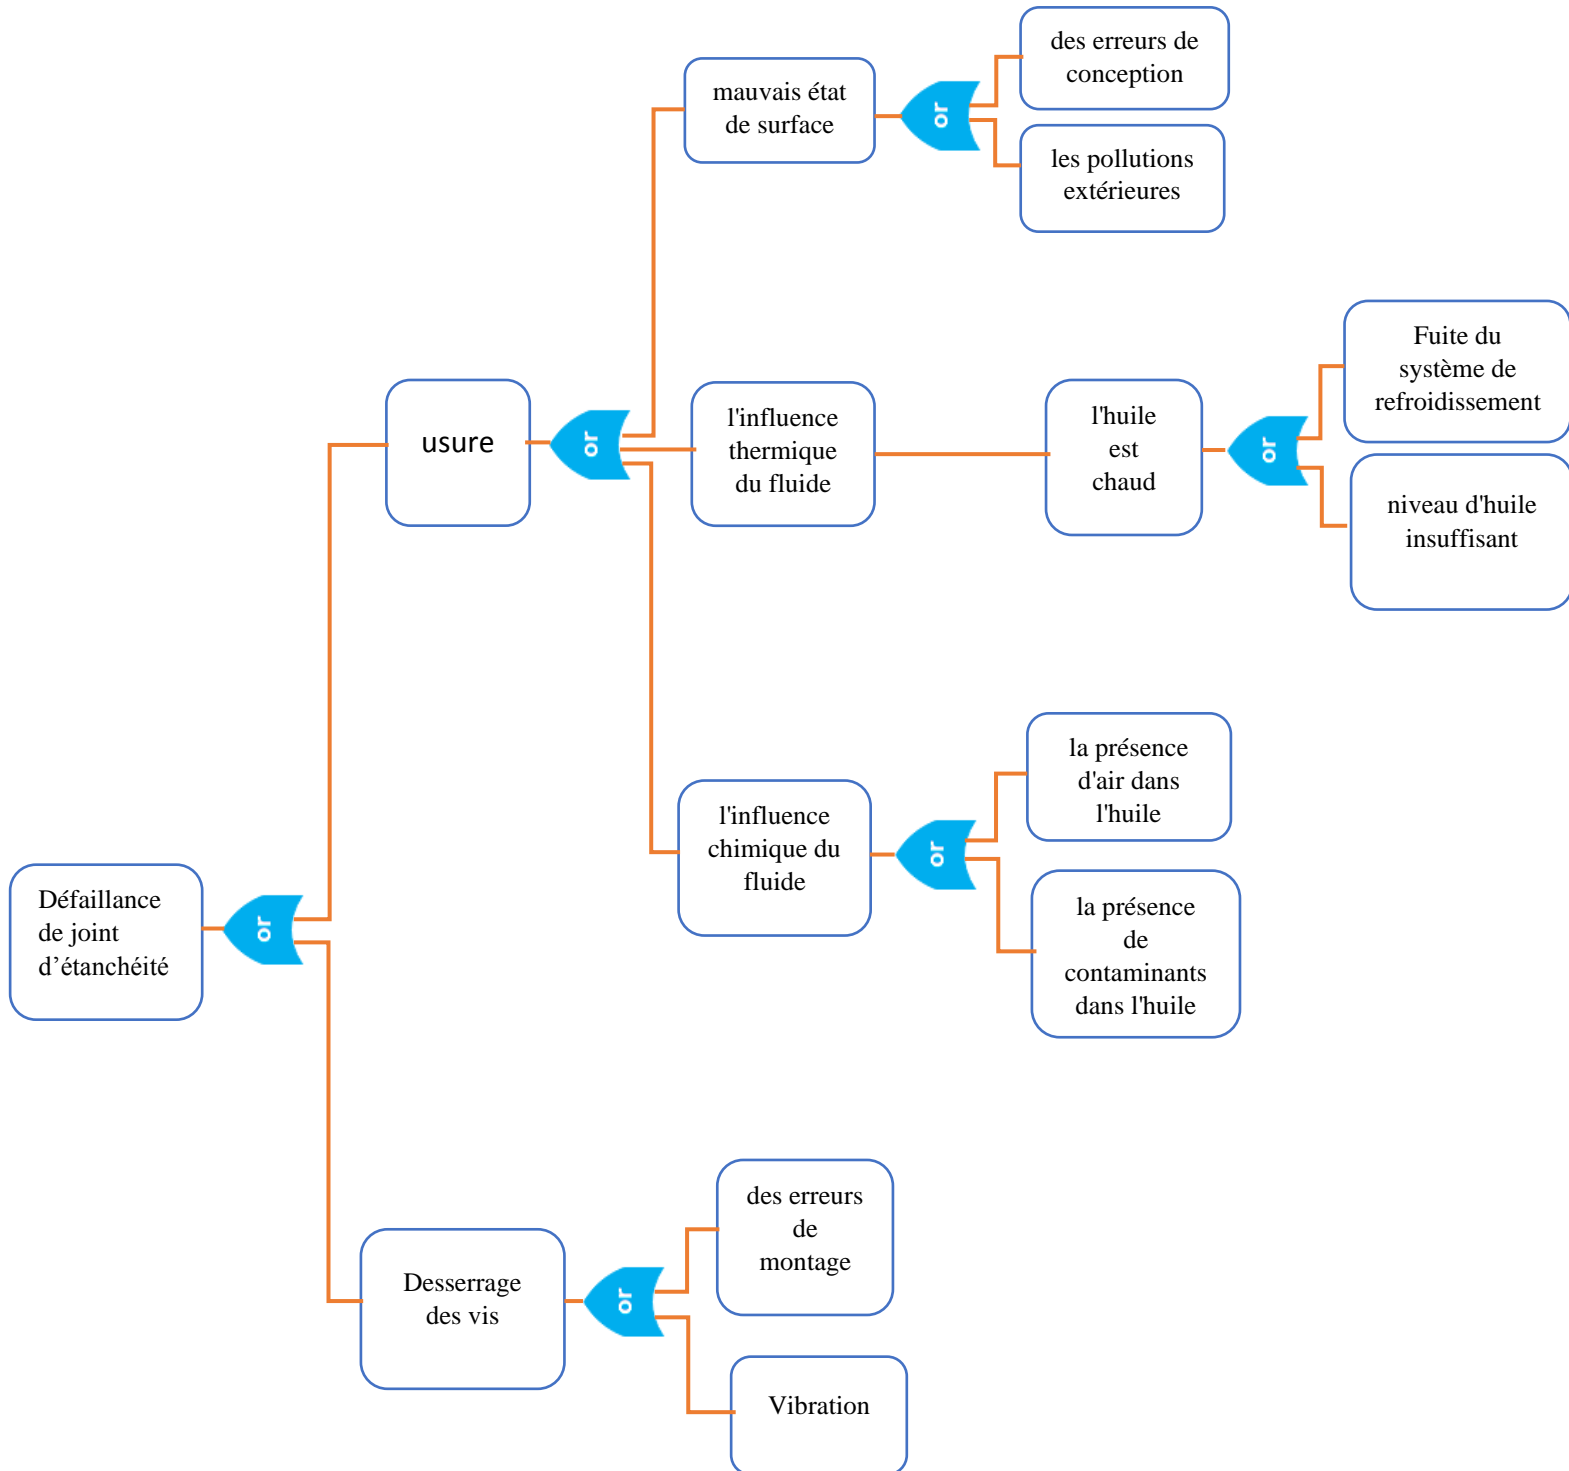 des erreurs de
conception
mauvais état
de surface
or
les pollutions
extérieures
Fuite du
système de
refroidissement
usure
or
l'influence
thermique
du fluide
l'huile
est
chaud
or
niveau d'huile
insuffisant
la présence
d'air dans
l'huile
l'influence
chimique du
fluide
or
la présence
de
contaminants
dans l'huile
Défaillance
de joint
d’étanchéité
or
des erreurs
de
montage
Desserrage
des vis
or
Vibration